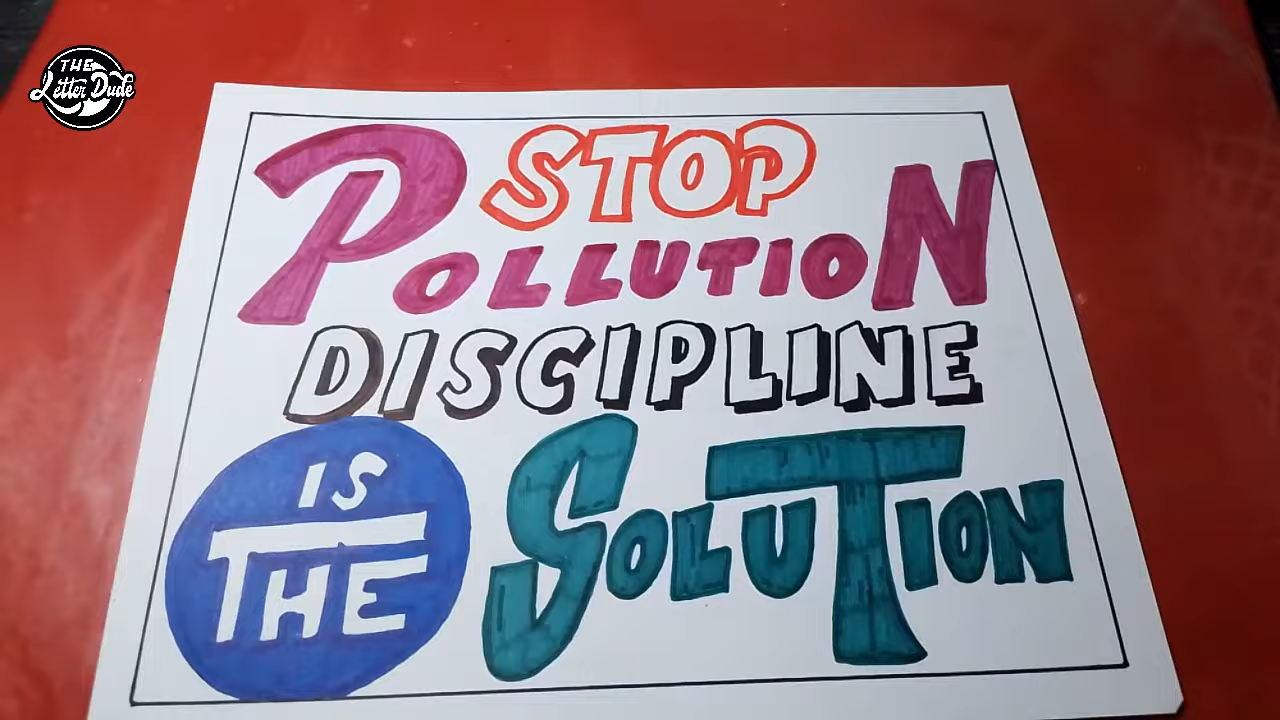 THE
Letter Dude
STOP
POLLUTION
DISCIPLINE
IS
THE
SOLUTION